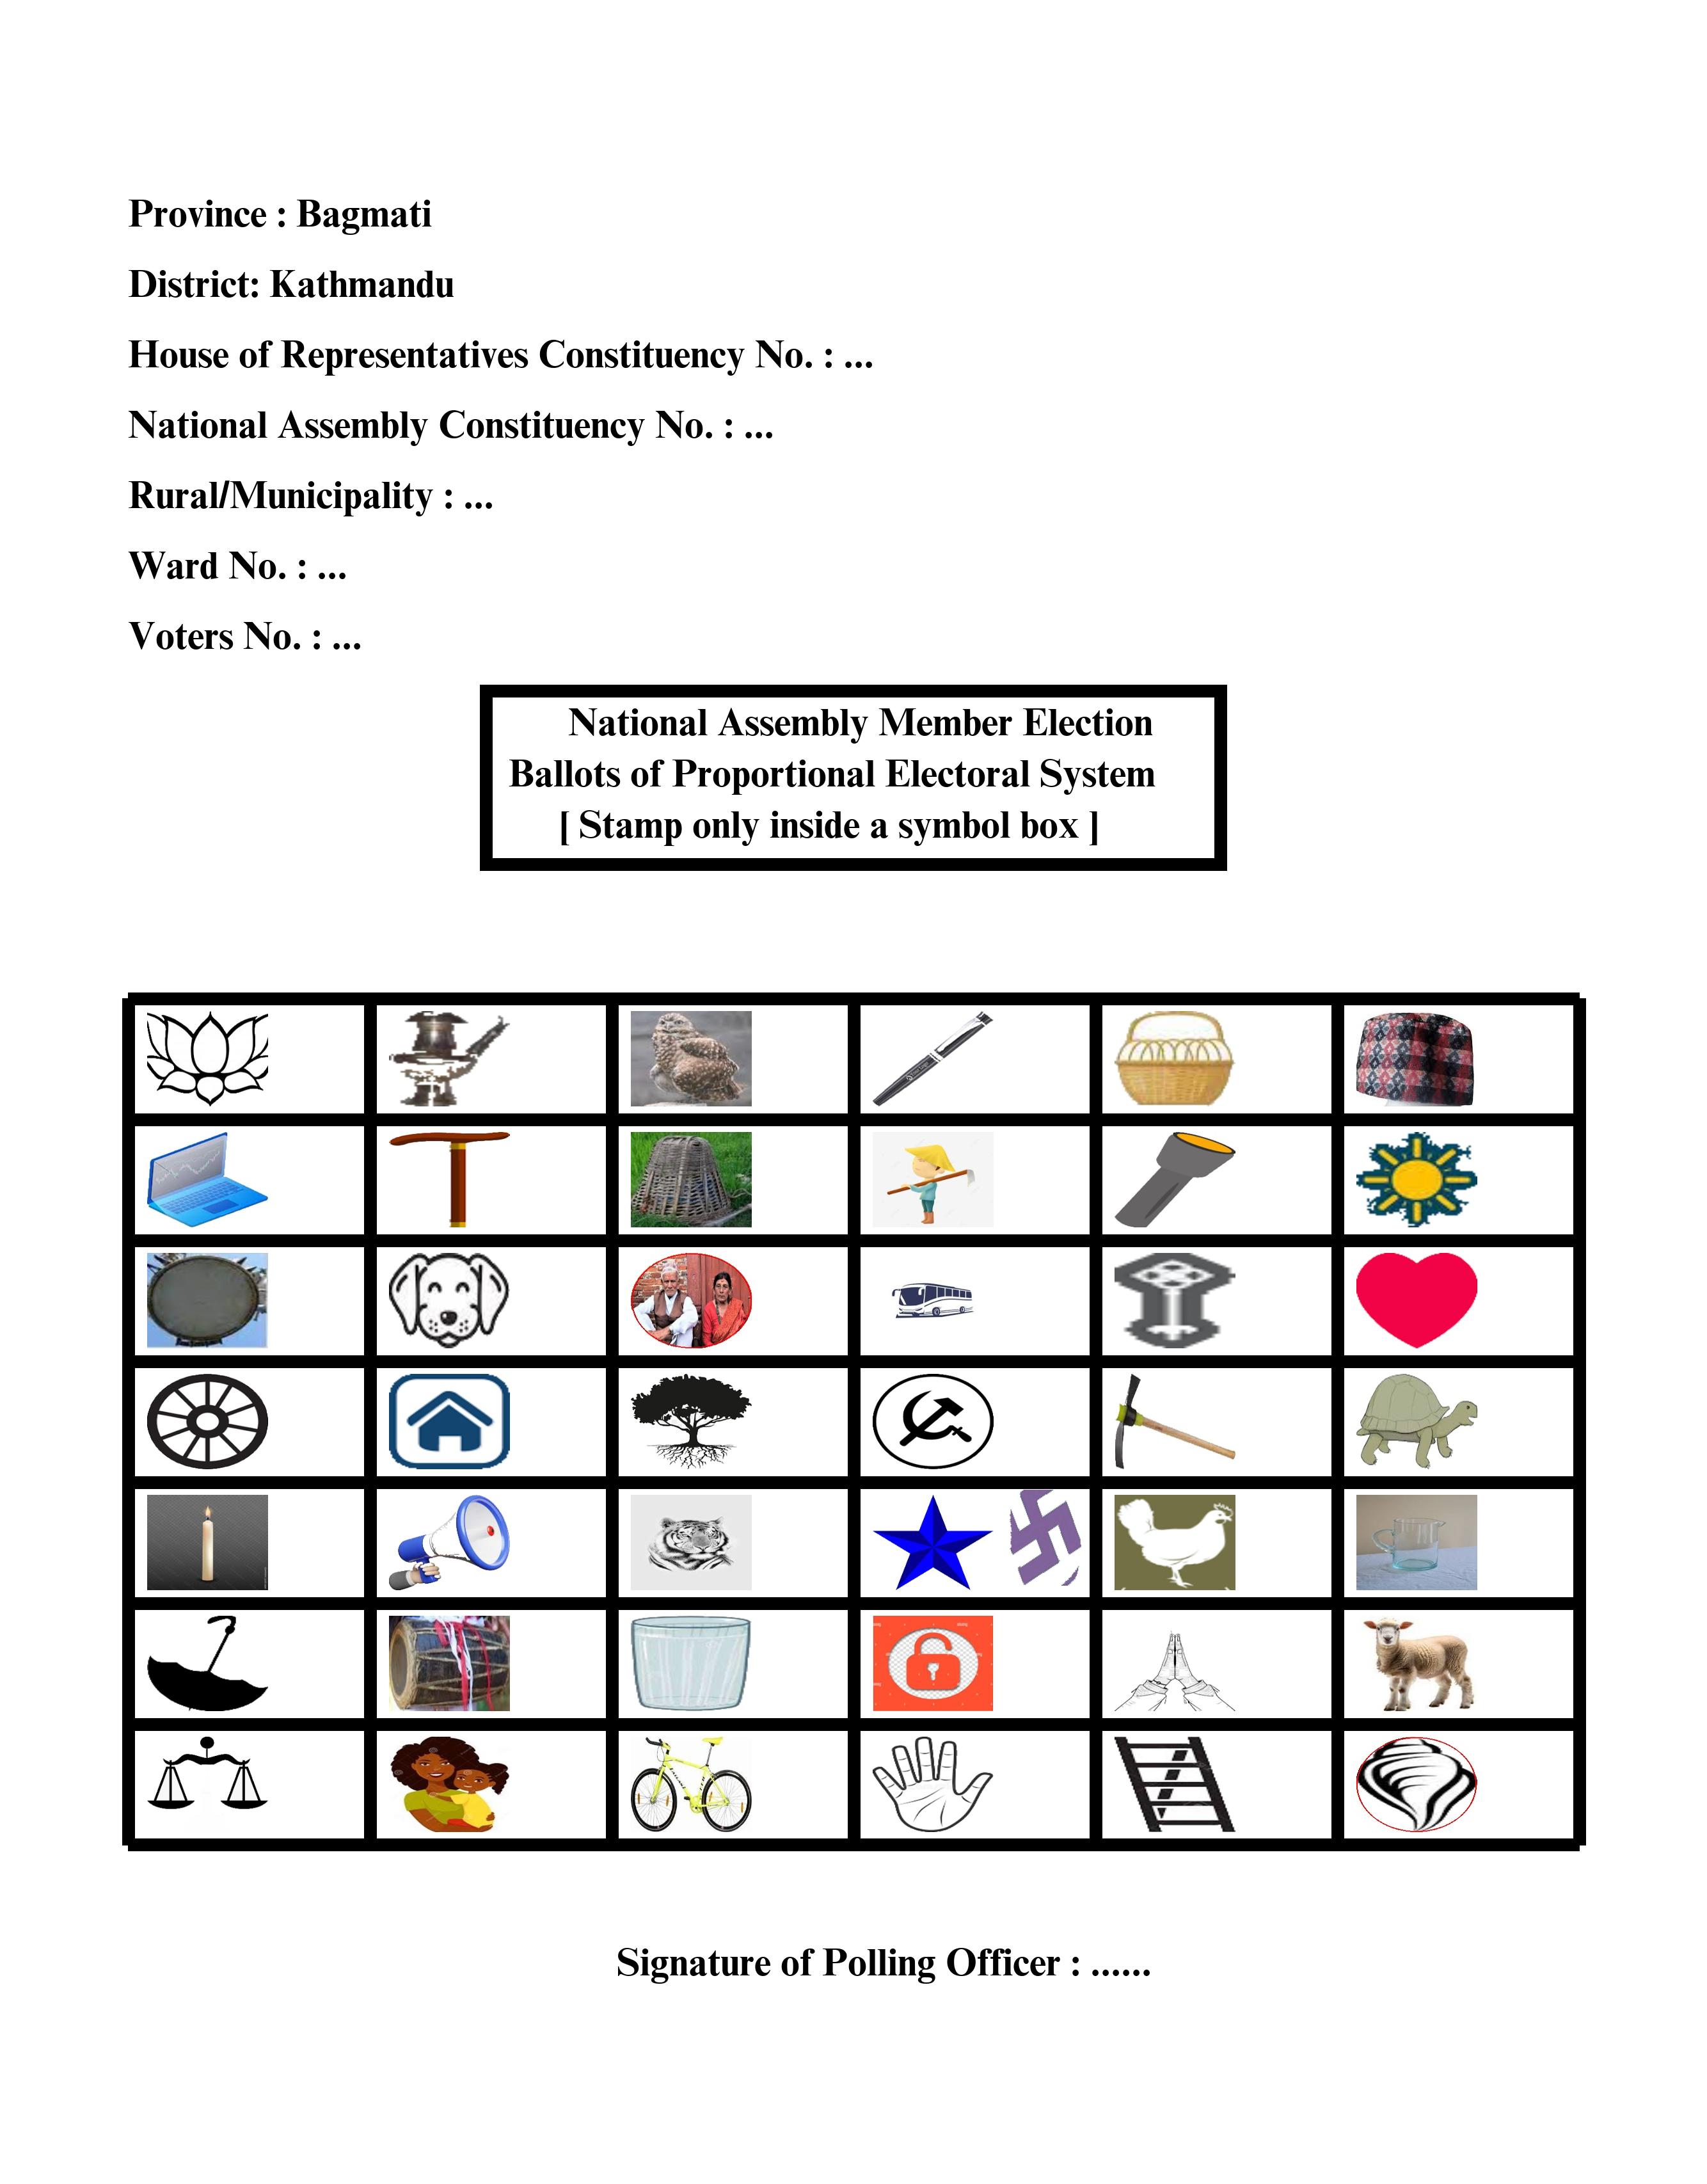 Province : Bagmati
District: Kathmandu
House of Representatives Constituency No. : ...
National Assembly Constituency No. : ...
Rural/Municipality : ...
Ward No. : ...
Voters No. : ...
National Assembly Member Election
Ballots of Proportional Electoral System
[ Stamp only inside a symbol box ]
Signature of Polling Officer : ......